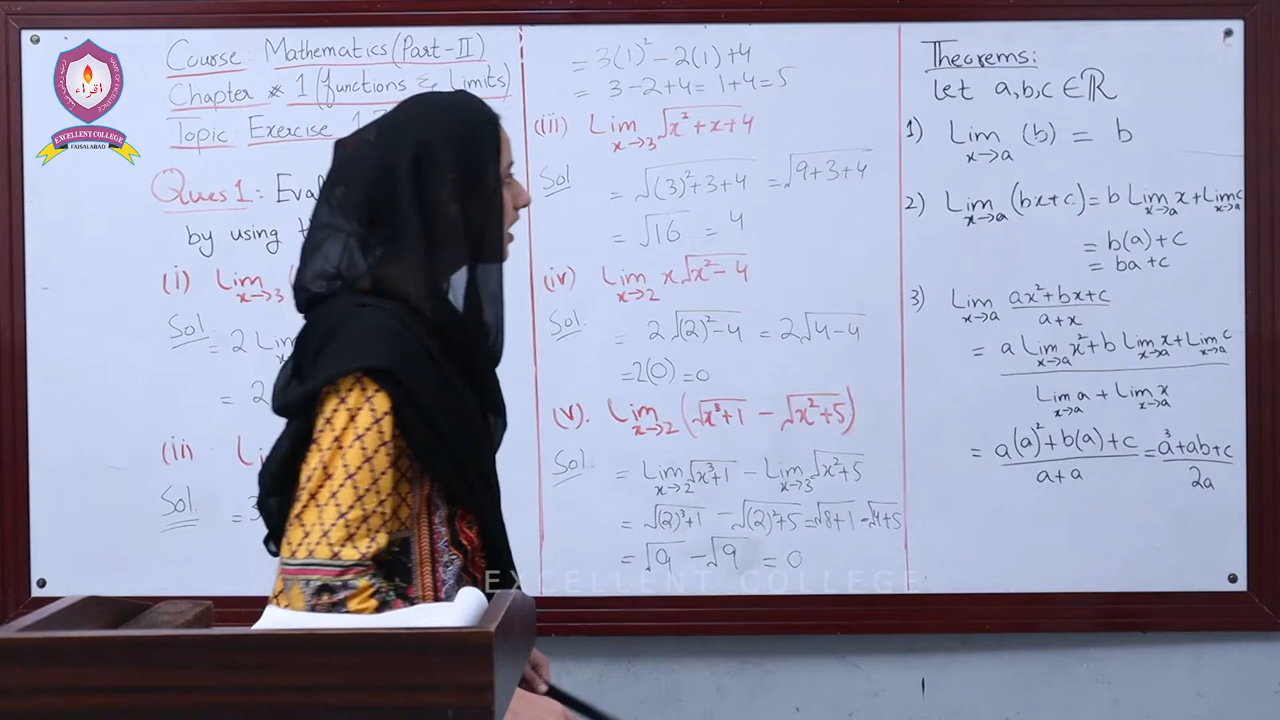 Course: Mathematics (Part-II)
Chapter # 1 (functions & Limits)
Topic: Exercise
Ques 1: Eval
by using t
(i) Lim x→3 (
Sol
= 2 Lim
= 2
(ii) Li
Sol
= 3
= 3(1)² - 2(1) + 4
= 3-2+4 = 1+4 = 5
(iii) Lim x→3 √x²+x+4
Sol
= √(3)²+3+4 = √9+3+4
= √16 = 4
(iv) Lim x→2 x√x²-4
Sol.
= 2√(2)²-4 = 2√4-4
= 2(0) = 0
(v). Lim x→2 (√x³+1 - √x²+5)
Sol.
= Lim x→2 √x³+1 - Lim x→3 √x²+5
= √(2)³+1 - √(2)²+5 = √8+1 - √4+5
= √9 - √9 = 0
Theorems:
let a,b,c ∈ ℝ
1) Lim x→a (b) = b
2) Lim x→a (bx+c) = b Lim x→a x + Lim x→a c
= b(a)+c
= ba+c
3) Lim x→a ax²+bx+c / a+x
= a Lim x→a x² + b Lim x→a x + Lim x→a c / Lim x→a a + Lim x→a x
= a(a)²+b(a)+c / a+a = a³+ab+c / 2a
اقراء
EXCELLENT COLLEGE
FAISALABAD
EXCELLENT COLLEGE